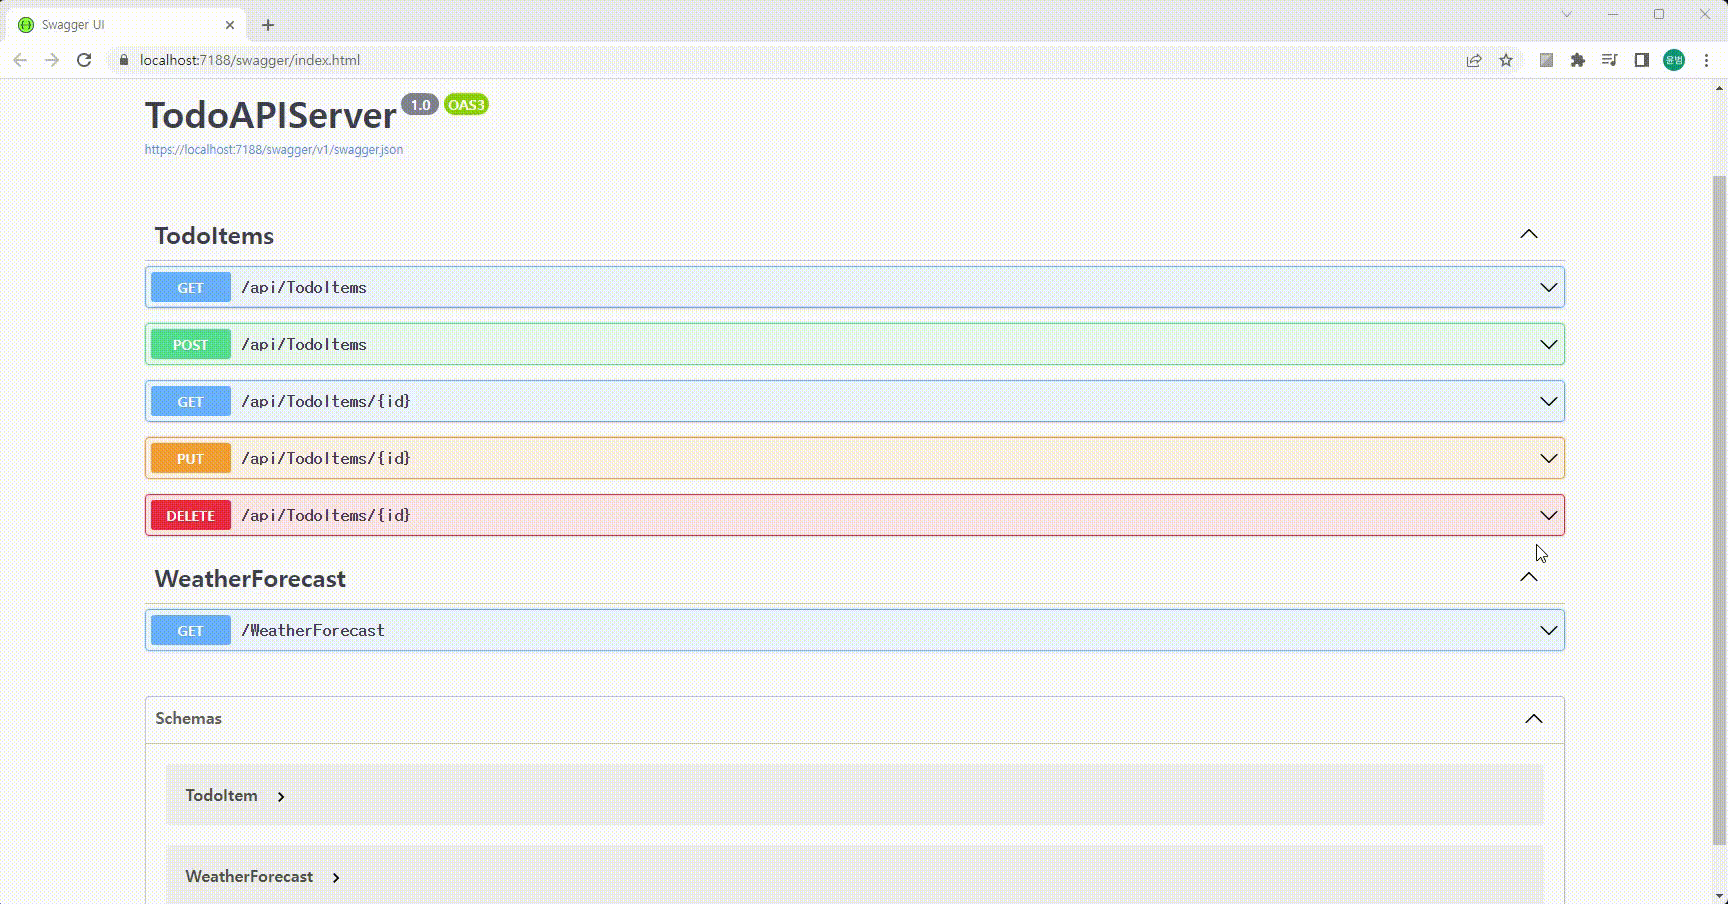 Swagger UI
localhost:7188/swagger/index.html
윤범
TodoAPIServer 1.0 OAS3
https://localhost:7188/swagger/v1/swagger.json
TodoItems
GET /api/TodoItems
POST /api/TodoItems
GET /api/TodoItems/{id}
PUT /api/TodoItems/{id}
DELETE /api/TodoItems/{id}
WeatherForecast
GET /WeatherForecast
Schemas
TodoItem
WeatherForecast